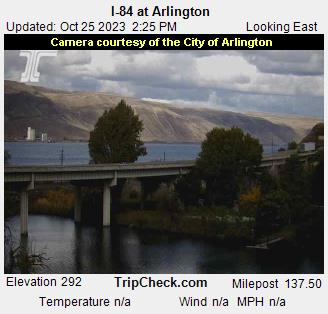 I-84 at Arlington
Updated: Oct 25 2023 2:25 PM Looking East
Camera courtesy of the City of Arlington
Elevation 292 TripCheck.com Milepost 137.50
Temperature n/a Wind n/a MPH n/a